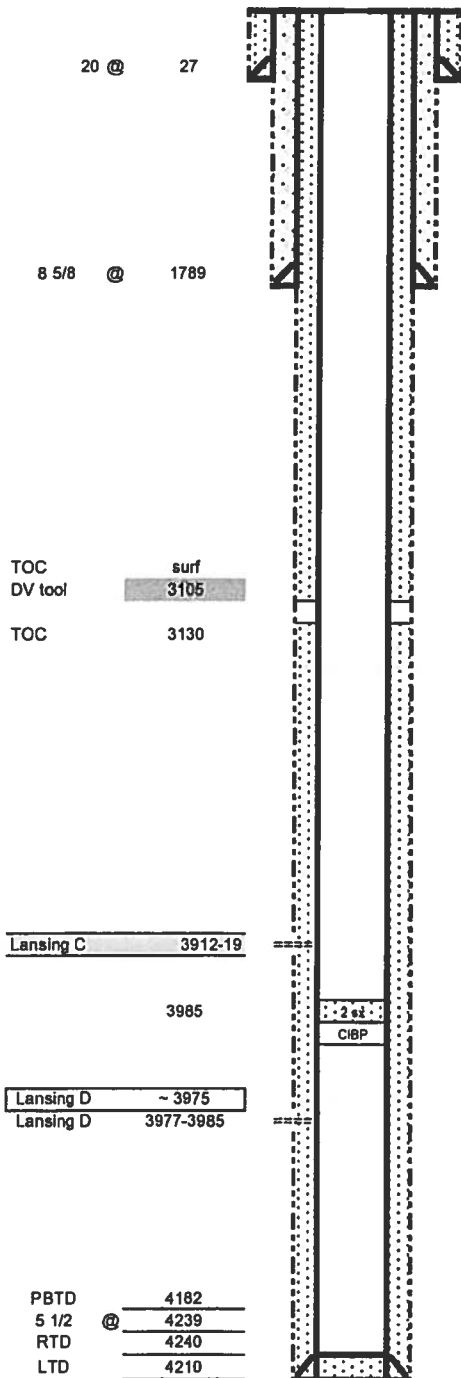 20 @ 27
8 5/8 @ 1789
TOC surf
DV tool 3105
TOC 3130
Lansing C 3912-19 ====
3985 2 sx
CIBP
Lansing D ~ 3975
Lansing D 3977-3985 ====
PBTD 4182
5 1/2 @ 4239
RTD 4240
LTD 4210